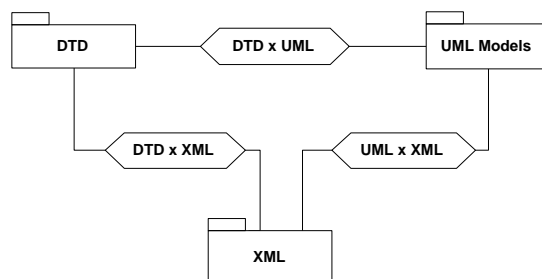 DTD
DTD x UML
UML Models
DTD x XML
UML x XML
XML